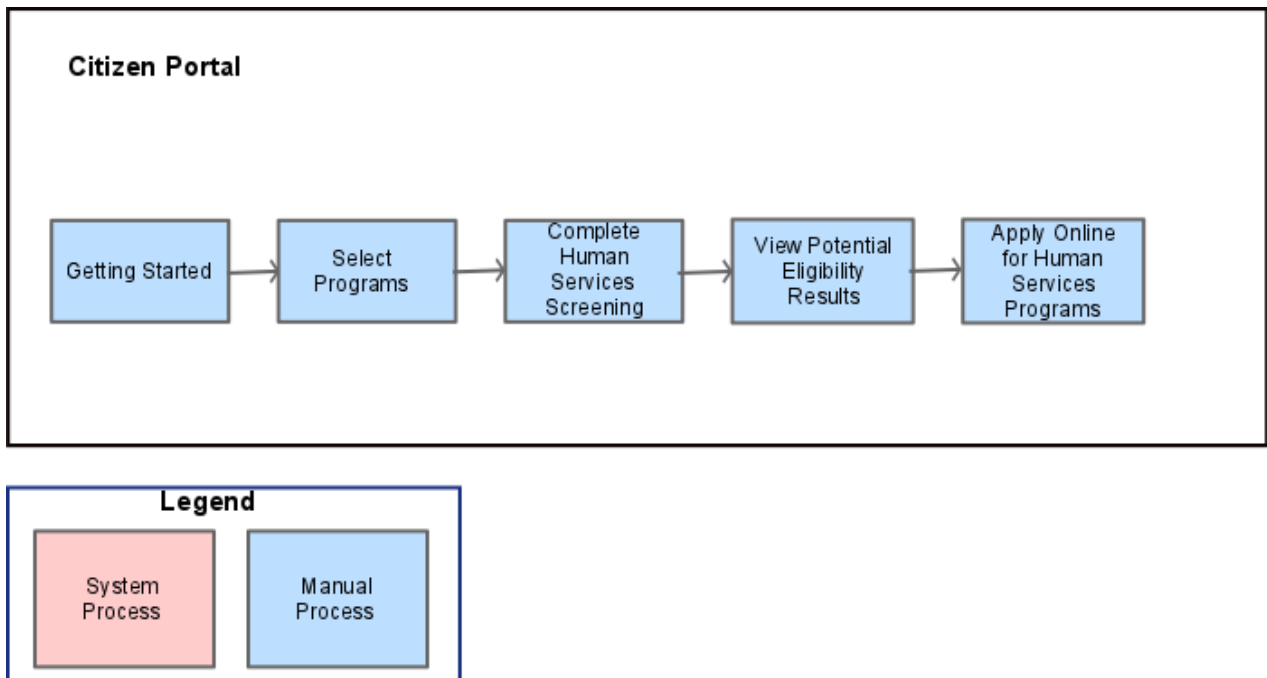 Citizen Portal
Getting Started
Select
Programs
Complete
Human
Services
Screening
View Potential
Eligibility
Results
Apply Online
for Human
Services
Programs
Legend
System
Process
Manual
Process